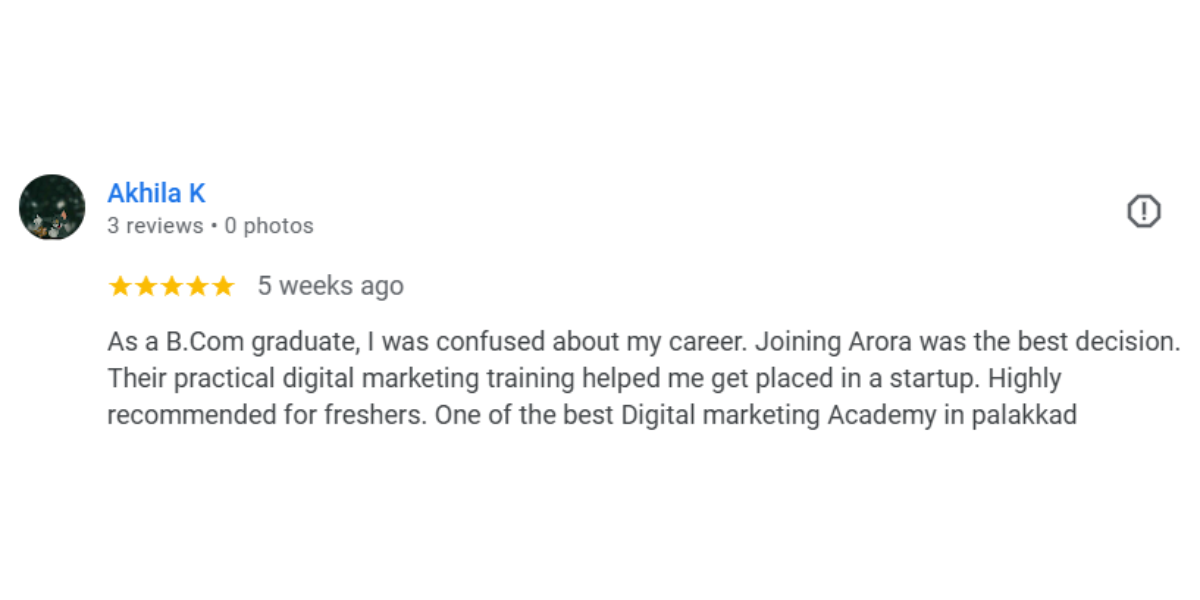 Akhila K
3 reviews • 0 photos
5 weeks ago
As a B.Com graduate, I was confused about my career. Joining Arora was the best decision.
Their practical digital marketing training helped me get placed in a startup. Highly
recommended for freshers. One of the best Digital marketing Academy in palakkad